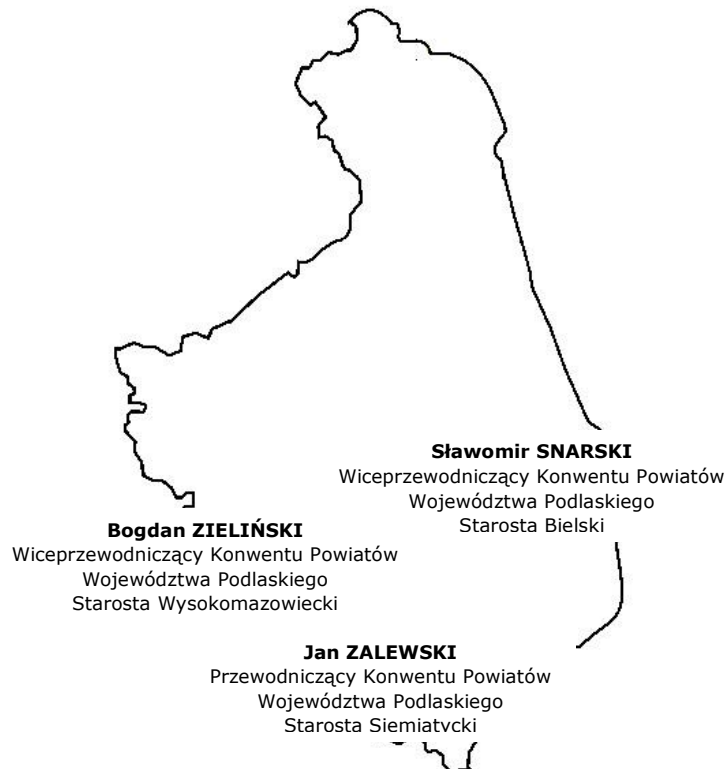 Sławomir SNARSKI
Wiceprzewodniczący Konwentu Powiatów
Województwa Podlaskiego
Starosta Bielski
Bogdan ZIELIŃSKI
Wiceprzewodniczący Konwentu Powiatów
Województwa Podlaskiego
Starosta Wysokomazowiecki
Jan ZALEWSKI
Przewodniczący Konwentu Powiatów
Województwa Podlaskiego
Starosta Siemiatycki